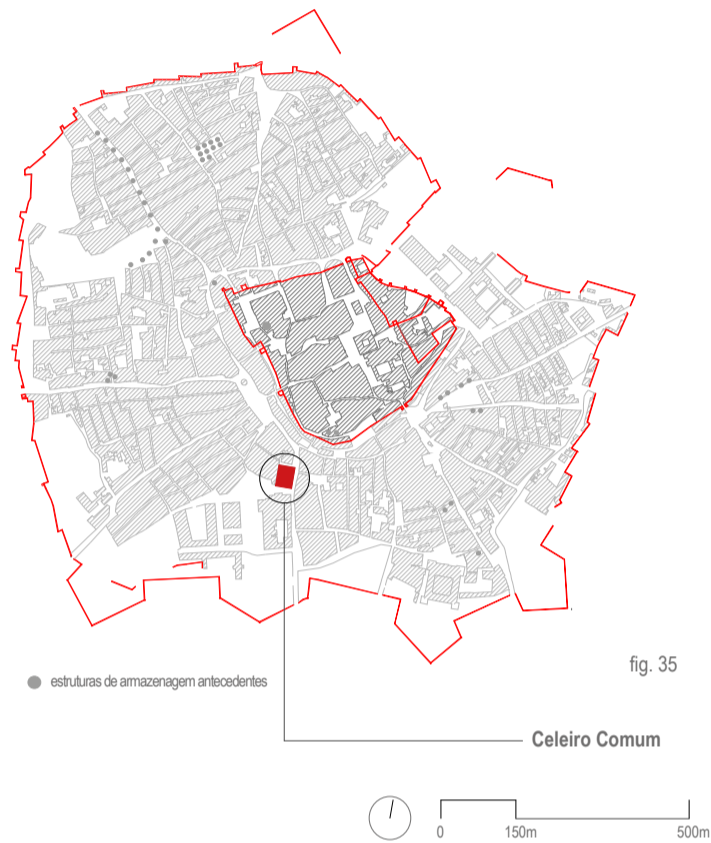 fig. 35
estruturas de armazenagem antecedentes
Celeiro Comum
0
150m
500m